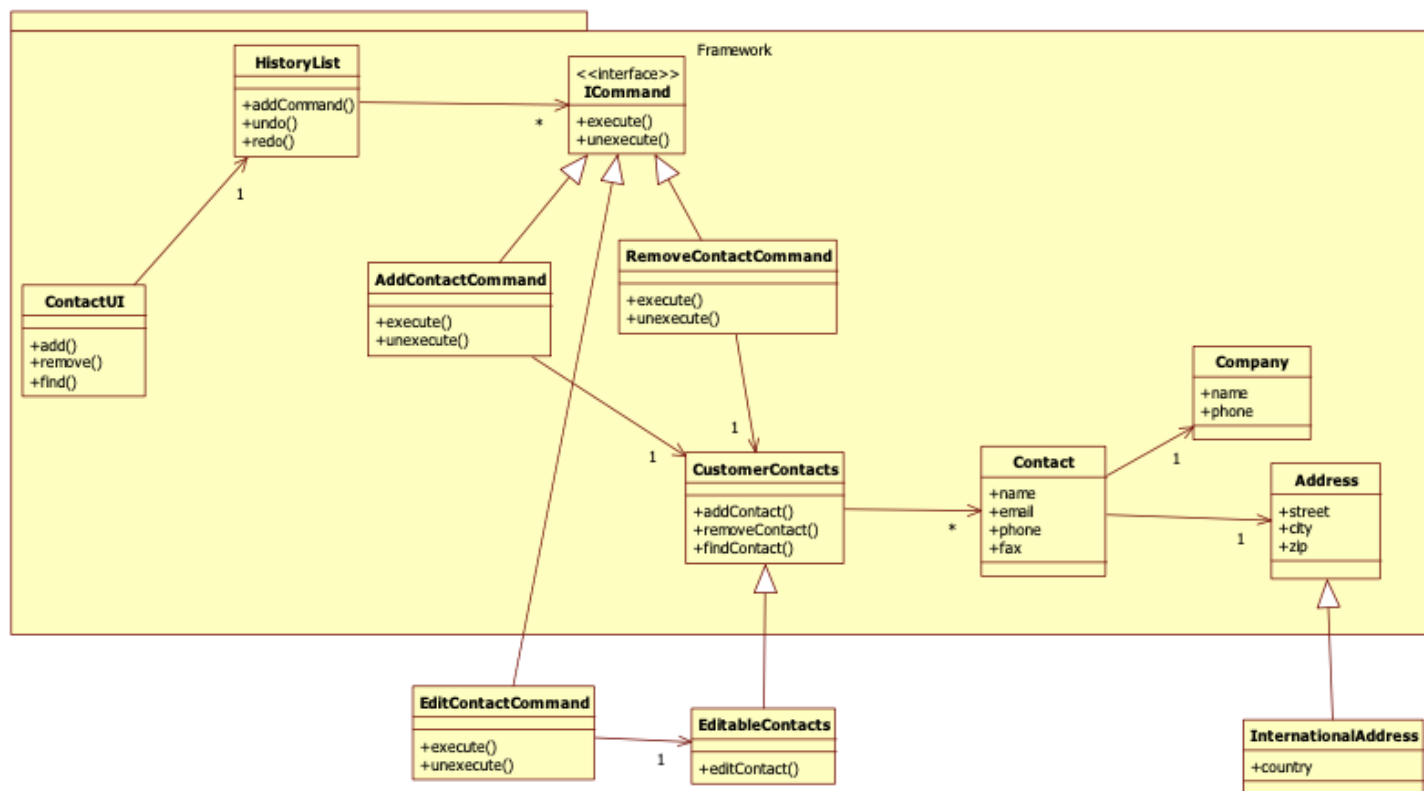 Framework
HistoryList
+addCommand()
+undo()
+redo()
*
<<interface>>
ICommand
+execute()
+unexecute()
1
ContactUI
+add()
+remove()
+find()
AddContactCommand
+execute()
+unexecute()
1
RemoveContactCommand
+execute()
+unexecute()
1
CustomerContacts
+addContact()
+removeContact()
+findContact()
*
Contact
+name
+email
+phone
+fax
1
Company
+name
+phone
1
Address
+street
+city
+zip
EditContactCommand
+execute()
+unexecute()
1
EditableContacts
+editContact()
InternationalAddress
+country